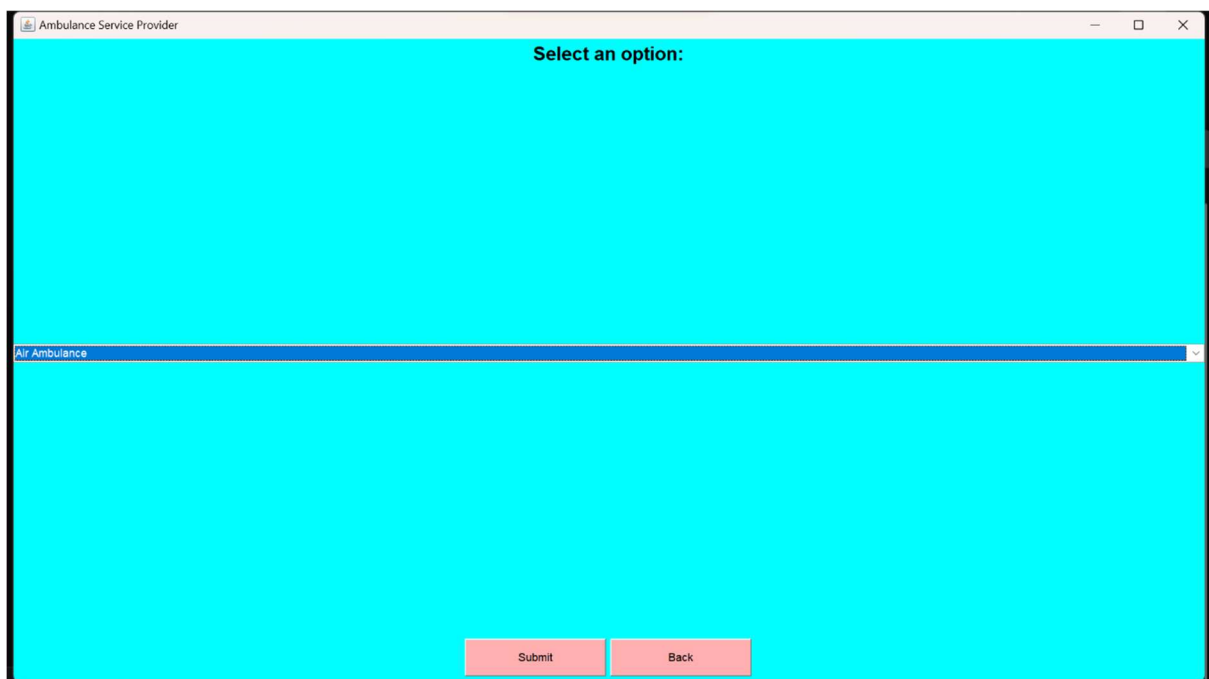 Ambulance Service Provider
Select an option:
Air Ambulance
Submit Back